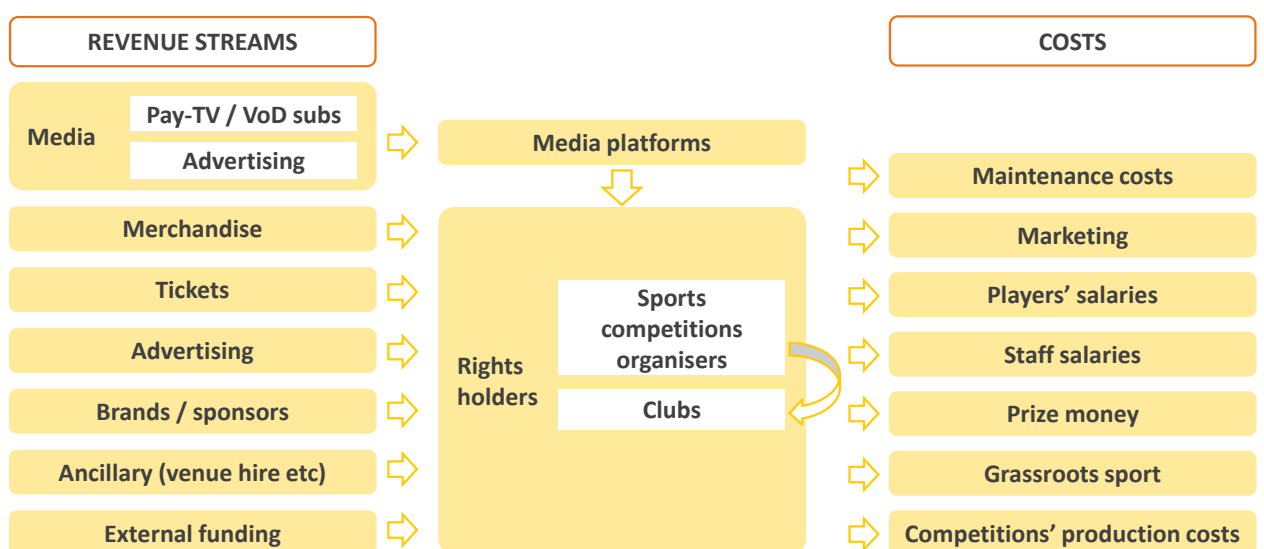 REVENUE STREAMS
COSTS
Media
Pay-TV / VoD subs
Advertising
Media platforms
Merchandise
Tickets
Advertising
Brands / sponsors
Ancillary (venue hire etc)
External funding
Rights
holders
Sports
competitions
organisers
Clubs
Maintenance costs
Marketing
Players’ salaries
Staff salaries
Prize money
Grassroots sport
Competitions’ production costs